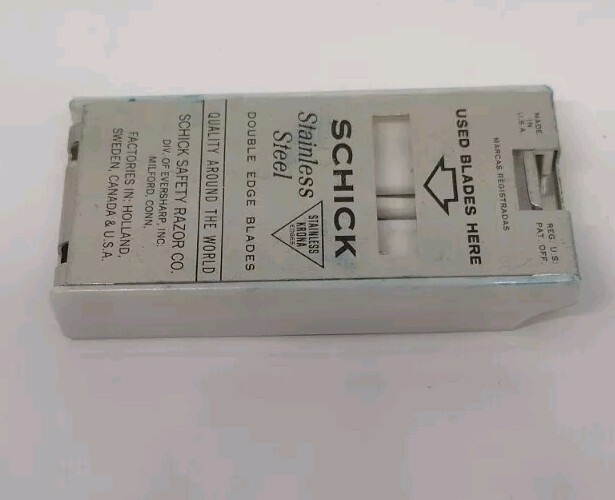 MADE
IN
U.S.A.
REG. U.S.
PAT. OFF.
MARCAS REGISTRADAS
USED BLADES HERE
SCHICK
Stainless
Steel
STAINLESS
KRONA
EDGES
DOUBLE EDGE BLADES
QUALITY AROUND THE WORLD
SCHICK SAFETY RAZOR CO.
DIV. OF EVERSHARP, INC.
MILFORD, CONN.
FACTORIES IN: HOLLAND,
SWEDEN, CANADA & U.S.A.